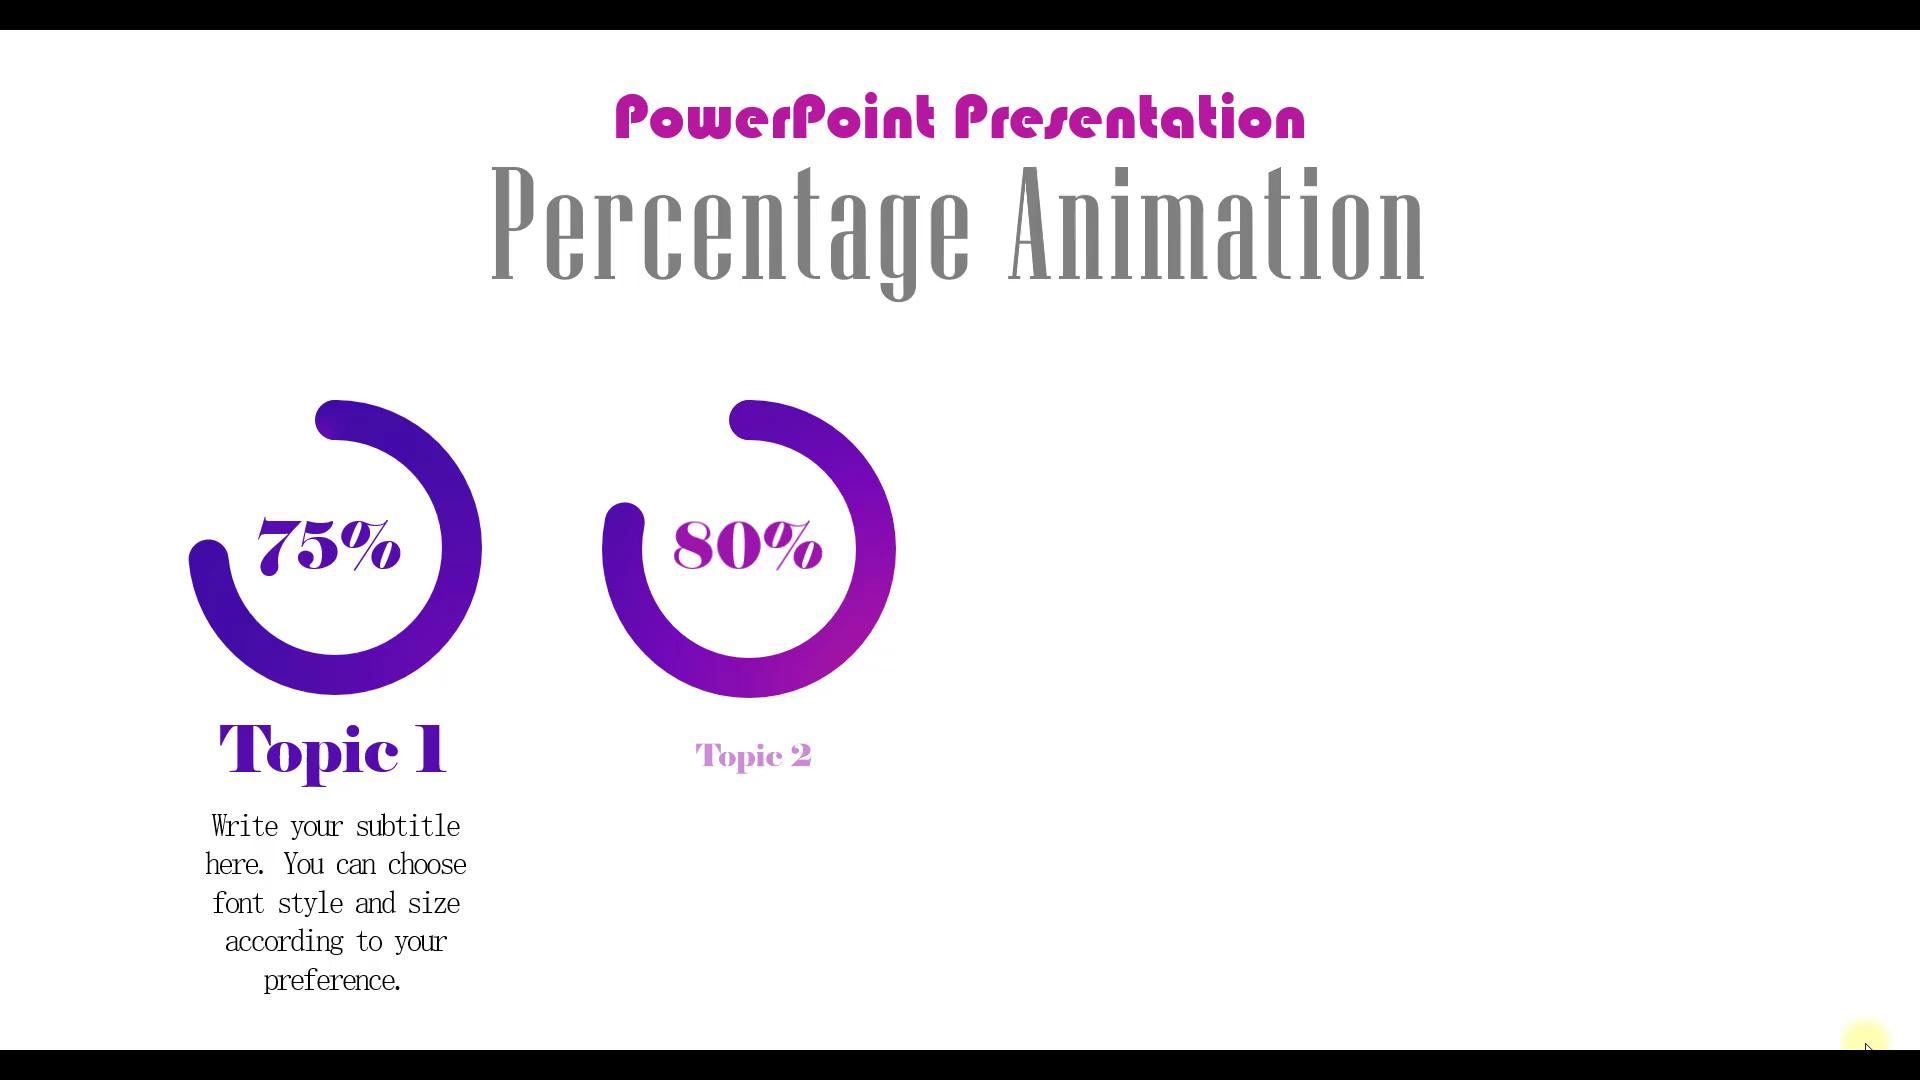 PowerPoint Presentation
Percentage Animation
75%
80%
Topic 1
Topic 2
Write your subtitle
here. You can choose
font style and size
according to your
preference.